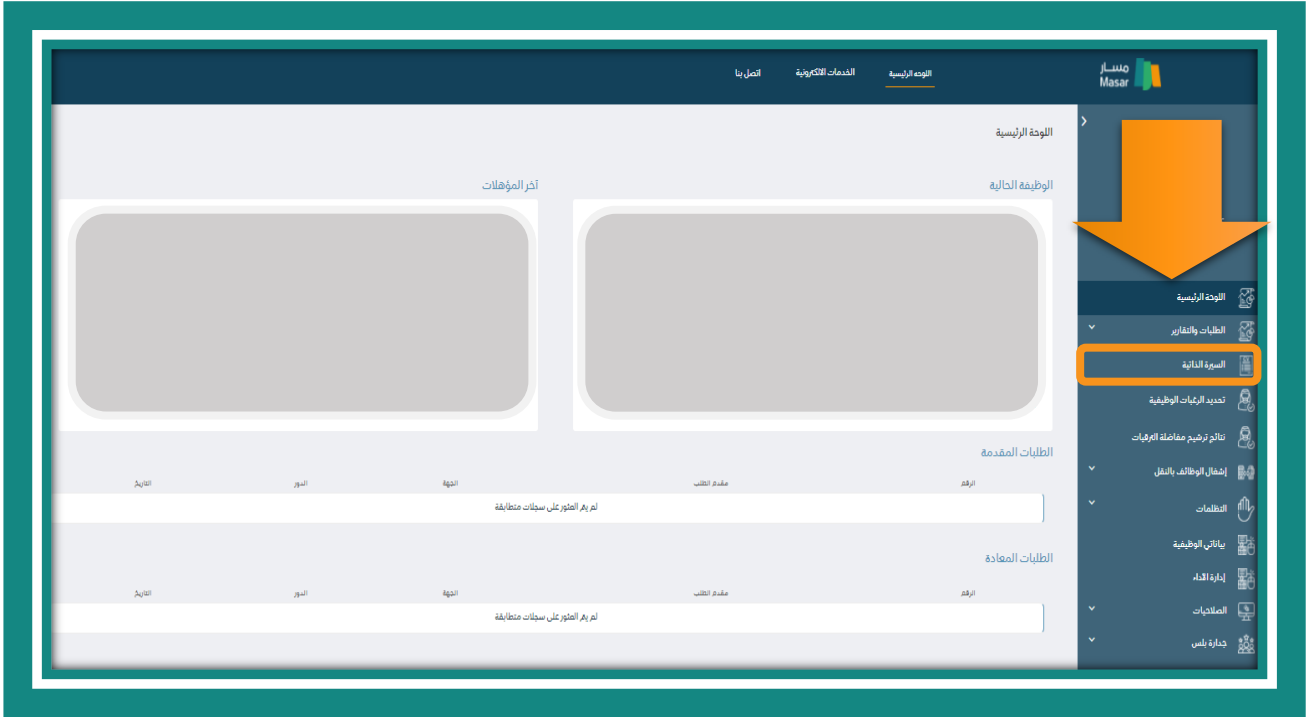 مسار
Masar
اللوحه الرئيسية
الخدمات الالكترونية
اتصل بنا
اللوحة الرئيسية
الطلبات والتقارير
السيرة الذاتية
تحديد الرغبات الوظيفية
نتائج ترشيح مفاضلة الترقيات
إشغال الوظائف بالنقل
التظلمات
بياناتي الوظيفية
إدارة الآداء
الصلاحيات
جدارة بلس
اللوحة الرئيسية
الوظيفة الحالية
آخر المؤهلات
الطلبات المقدمة
الرقم مقدم الطلب الجهة الدور التاريخ
لم يتم العثور على سجلات متطابقة
الطلبات المعادة
الرقم مقدم الطلب الجهة الدور التاريخ
لم يتم العثور على سجلات متطابقة